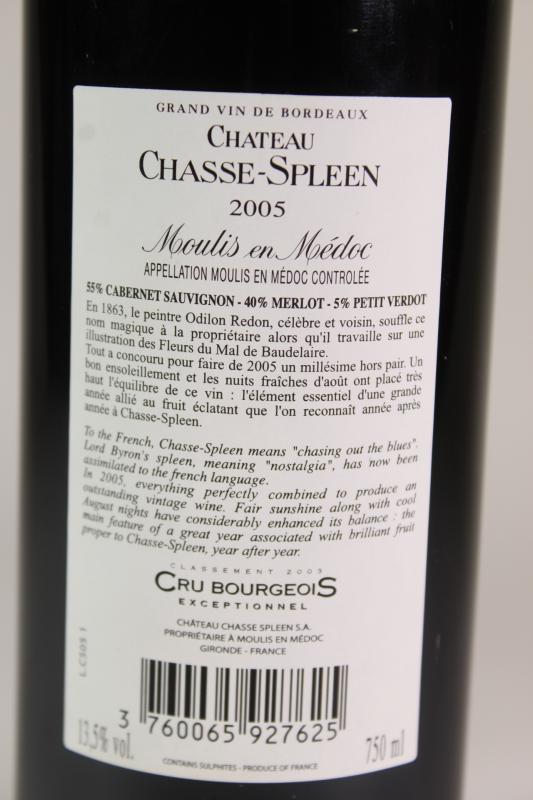 GRAND VIN DE BORDEAUX
CHATEAU
CHASSE-SPLEEN
2005
Moulis en Médoc
APPELLATION MOULIS EN MÉDOC CONTROLÉE
55% CABERNET SAUVIGNON - 40% MERLOT - 5% PETIT VERDOT
En 1863, le peintre Odilon Redon, célèbre et voisin, souffle ce
nom magique à la propriétaire alors qu'il travaille sur une
illustration des Fleurs du Mal de Baudelaire.
Tout a concouru pour faire de 2005 un millésime hors pair. Un
bon ensoleillement et les nuits fraîches d'août ont placé très
haut l'équilibre de ce vin : l'élément essentiel d'une grande
année allié au fruit éclatant que l'on reconnaît année après
année à Chasse-Spleen.
To the French, Chasse-Spleen means "chasing out the blues".
Lord Byron's spleen, meaning "nostalgia", has now been
assimilated to the french language.
In 2005, everything perfectly combined to produce an
outstanding vintage wine. Fair sunshine along with cool
August nights have considerably enhanced its balance : the
main feature of a great year associated with brilliant fruit
proper to Chasse-Spleen, year after year.
CLASSEMENT 2003
CRU BOURGEOIS
EXCEPTIONNEL
CHÂTEAU CHASSE SPLEEN S.A.
PROPRIÉTAIRE À MOULIS EN MÉDOC
GIRONDE - FRANCE
L.CS05 1
3 760065 927625
13,5% vol.
750 ml
CONTAINS SULPHITES - PRODUCE OF FRANCE